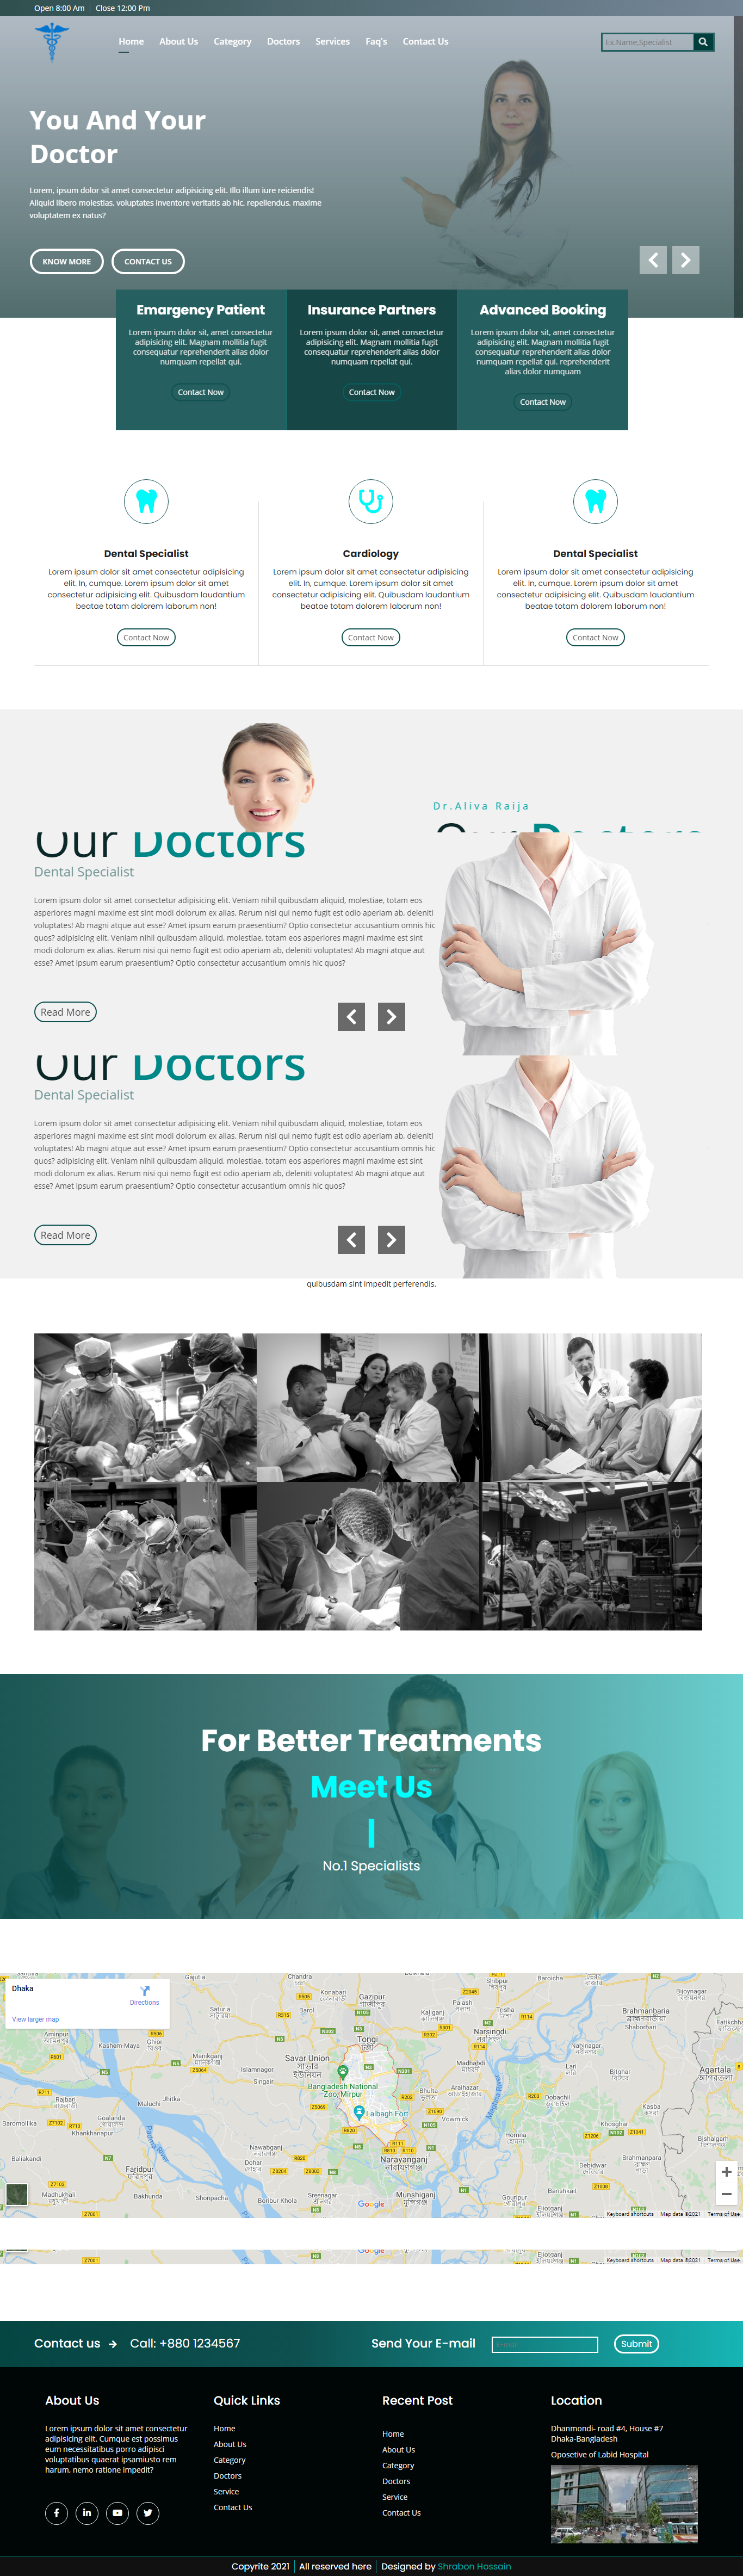 Open 8:00 Am | Close 12:00 Pm
Home About Us Category Doctors Services Faq's Contact Us
Ex.Name,Specialist
You And Your
Doctor
Lorem, ipsum dolor sit amet consectetur adipisicing elit. Illo illum iure reiciendis!
Aliquid libero molestias, voluptates inventore veritatis ab hic, repellendus, maxime
voluptatem ex natus?
KNOW MORE CONTACT US
Emargency Patient
Lorem ipsum dolor sit, amet consectetur
adipisicing elit. Magnam mollitia fugit
consequatur reprehenderit alias dolor
numquam repellat qui.
Contact Now
Insurance Partners
Lorem ipsum dolor sit, amet consectetur
adipisicing elit. Magnam mollitia fugit
consequatur reprehenderit alias dolor
numquam repellat qui.
Contact Now
Advanced Booking
Lorem ipsum dolor sit, amet consectetur
adipisicing elit. Magnam mollitia fugit
consequatur reprehenderit alias dolor
numquam repellat qui. reprehenderit
alias dolor numquam
Contact Now
Dental Specialist
Lorem ipsum dolor sit amet consectetur adipisicing
elit. In, cumque. Lorem ipsum dolor sit amet
consectetur adipisicing elit. Quibusdam laudantium
beatae totam dolorem laborum non!
Contact Now
Cardiology
Lorem ipsum dolor sit amet consectetur adipisicing
elit. In, cumque. Lorem ipsum dolor sit amet
consectetur adipisicing elit. Quibusdam laudantium
beatae totam dolorem laborum non!
Contact Now
Dental Specialist
Lorem ipsum dolor sit amet consectetur adipisicing
elit. In, cumque. Lorem ipsum dolor sit amet
consectetur adipisicing elit. Quibusdam laudantium
beatae totam dolorem laborum non!
Contact Now
Dr.Aliva Raija
Our Doctors
Our Doctors
Dental Specialist
Lorem ipsum dolor sit amet consectetur adipisicing elit. Veniam nihil quibusdam aliquid, molestiae, totam eos
asperiores magni maxime est sint modi dolorum ex alias. Rerum nisi qui nemo fugit est odio aperiam ab, deleniti
voluptates! Ab magni atque aut esse? Amet ipsum earum praesentium? Optio consectetur accusantium omnis hic
quos? adipisicing elit. Veniam nihil quibusdam aliquid, molestiae, totam eos asperiores magni maxime est sint
modi dolorum ex alias. Rerum nisi qui nemo fugit est odio aperiam ab, deleniti voluptates! Ab magni atque aut
esse? Amet ipsum earum praesentium? Optio consectetur accusantium omnis hic quos?
Read More
Our Doctors
Dental Specialist
Lorem ipsum dolor sit amet consectetur adipisicing elit. Veniam nihil quibusdam aliquid, molestiae, totam eos
asperiores magni maxime est sint modi dolorum ex alias. Rerum nisi qui nemo fugit est odio aperiam ab, deleniti
voluptates! Ab magni atque aut esse? Amet ipsum earum praesentium? Optio consectetur accusantium omnis hic
quos? adipisicing elit. Veniam nihil quibusdam aliquid, molestiae, totam eos asperiores magni maxime est sint
modi dolorum ex alias. Rerum nisi qui nemo fugit est odio aperiam ab, deleniti voluptates! Ab magni atque aut
esse? Amet ipsum earum praesentium? Optio consectetur accusantium omnis hic quos?
Read More
quibusdam sint impedit perferendis.
For Better Treatments
Meet Us
No.1 Specialists
Dhaka
Directions
View larger map
Gazipur
Tongi
Savar Union
Bangladesh National
Zoo, Mirpur
Lalbagh Fort
Narayanganj
Narsingdi
Brahmanbaria
Agartala
Faridpur
Munshiganj
Google
Keyboard shortcuts Map data ©2021 Terms of Use
Keyboard shortcuts Map data ©2021 Terms of Use
Contact us → Call: +880 1234567
Send Your E-mail
Submit
About Us
Lorem ipsum dolor sit amet consectetur
adipisicing elit. Cumque est possimus
eum necessitatibus porro adipisci
voluptatibus quaerat ipsamiusto rem
harum, nemo ratione impedit?
Quick Links
Home
About Us
Category
Doctors
Service
Contact Us
Recent Post
Home
About Us
Category
Doctors
Service
Contact Us
Location
Dhanmondi- road #4, House #7
Dhaka-Bangladesh
Oposetive of Labid Hospital
Copyrite 2021 | All reserved here | Designed by Shrabon Hossain